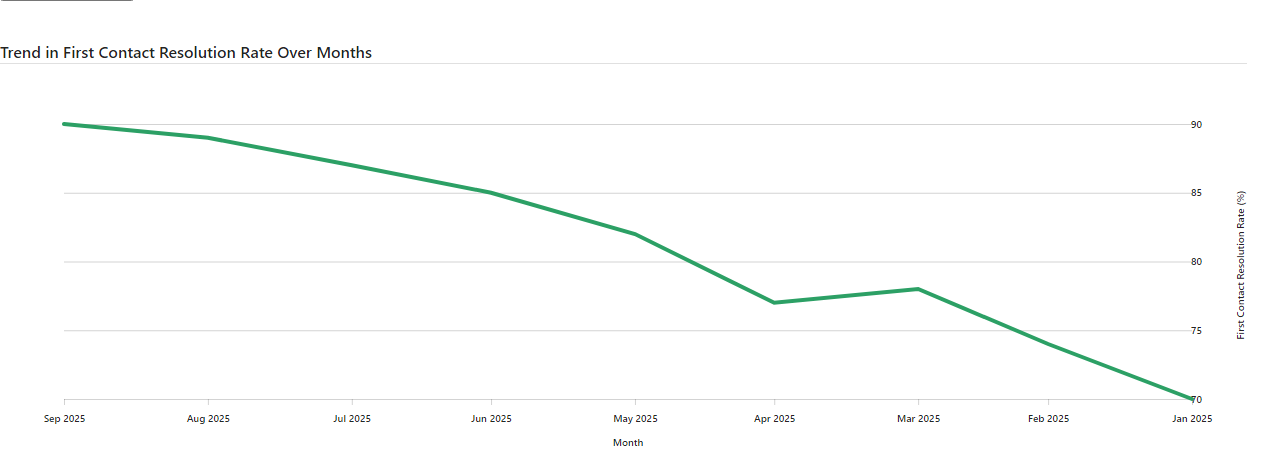 Trend in First Contact Resolution Rate Over Months
90
85
80
75
70
First Contact Resolution Rate (%)
Sep 2025
Aug 2025
Jul 2025
Jun 2025
May 2025
Apr 2025
Mar 2025
Feb 2025
Jan 2025
Month